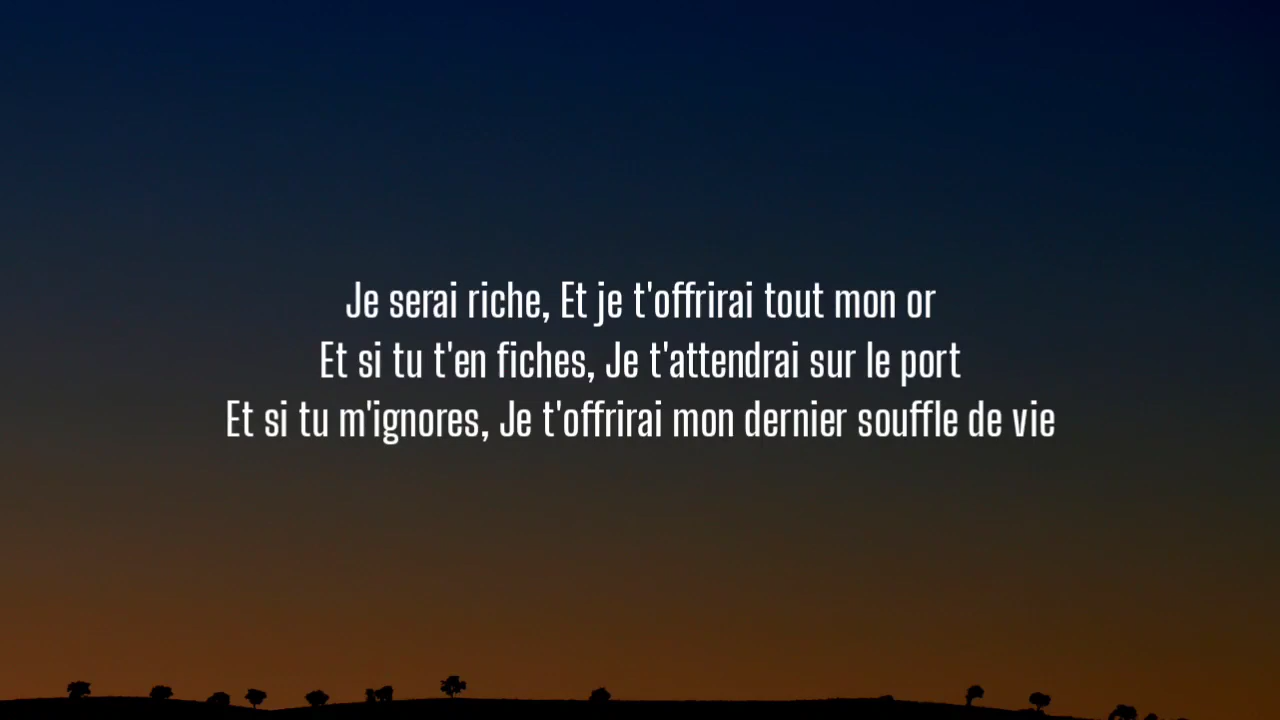 Je serai riche, Et je t'offrirai tout mon or
Et si tu t'en fiches, Je t'attendrai sur le port
Et si tu m'ignores, Je t'offrirai mon dernier souffle de vie